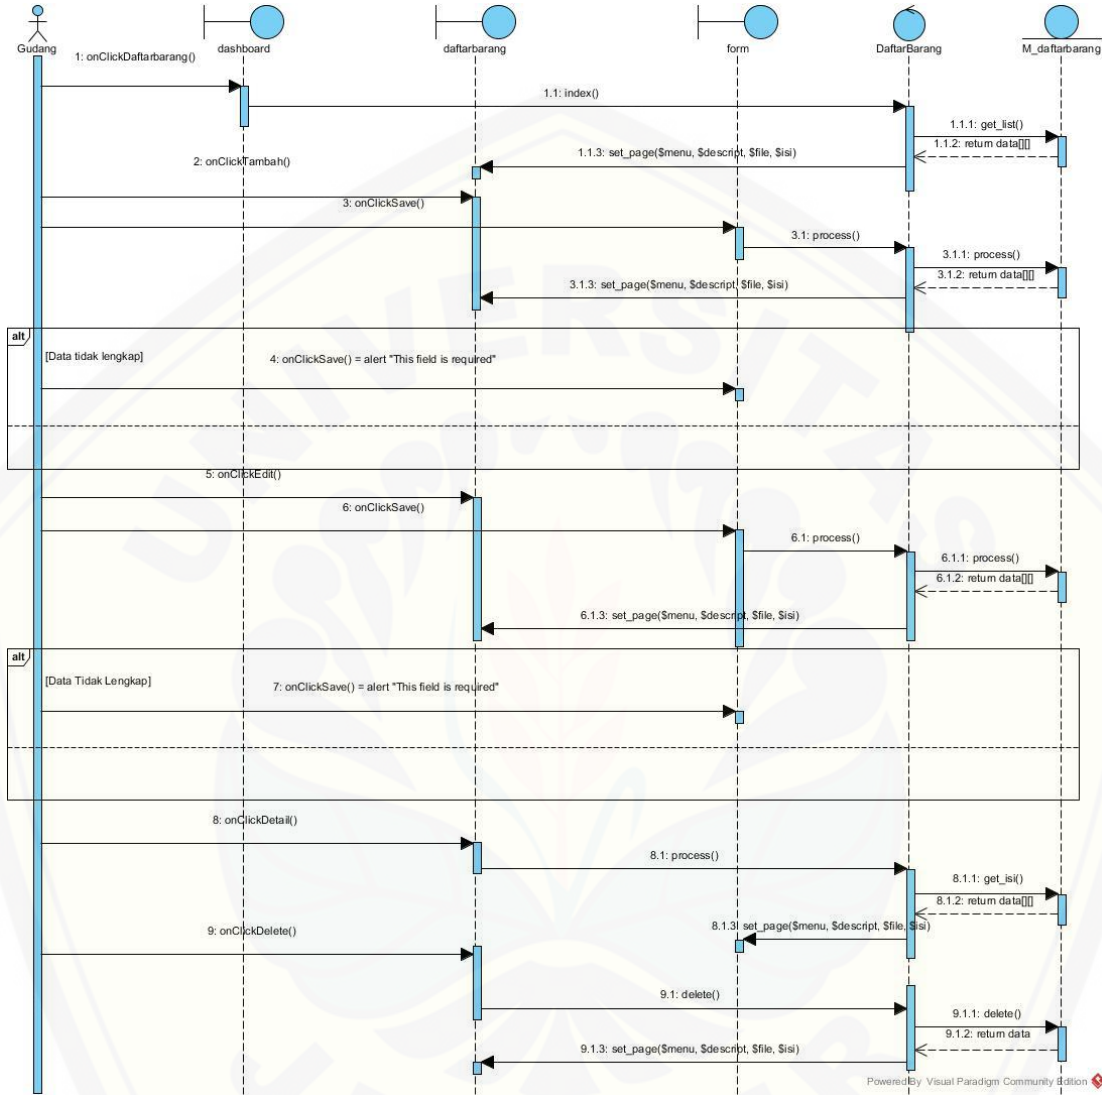 Gudang
dashboard
daftarbarang
form
DaftarBarang
M_daftarbarang
1: onClickDaftarbarang()
1.1: index()
1.1.1: get_list()
1.1.2: return data[][]
1.1.3: set_page($menu, $descript, $file, $isi)
2: onClickTambah()
3: onClickSave()
3.1: process()
3.1.1: process()
3.1.2: return data[][]
3.1.3: set_page($menu, $descript, $file, $isi)
alt
[Data tidak lengkap]
4: onClickSave() = alert "This field is required"
5: onClickEdit()
6: onClickSave()
6.1: process()
6.1.1: process()
6.1.2: return data[][]
6.1.3: set_page($menu, $descript, $file, $isi)
alt
[Data Tidak Lengkap]
7: onClickSave() = alert "This field is required"
8: onClickDetail()
8.1: process()
8.1.1: get_isi()
8.1.2: return data[][]
8.1.3: set_page($menu, $descript, $file, $isi)
9: onClickDelete()
9.1: delete()
9.1.1: delete()
9.1.2: return data
9.1.3: set_page($menu, $descript, $file, $isi)
Powered By Visual Paradigm Community Edition
UNIVERSITAS